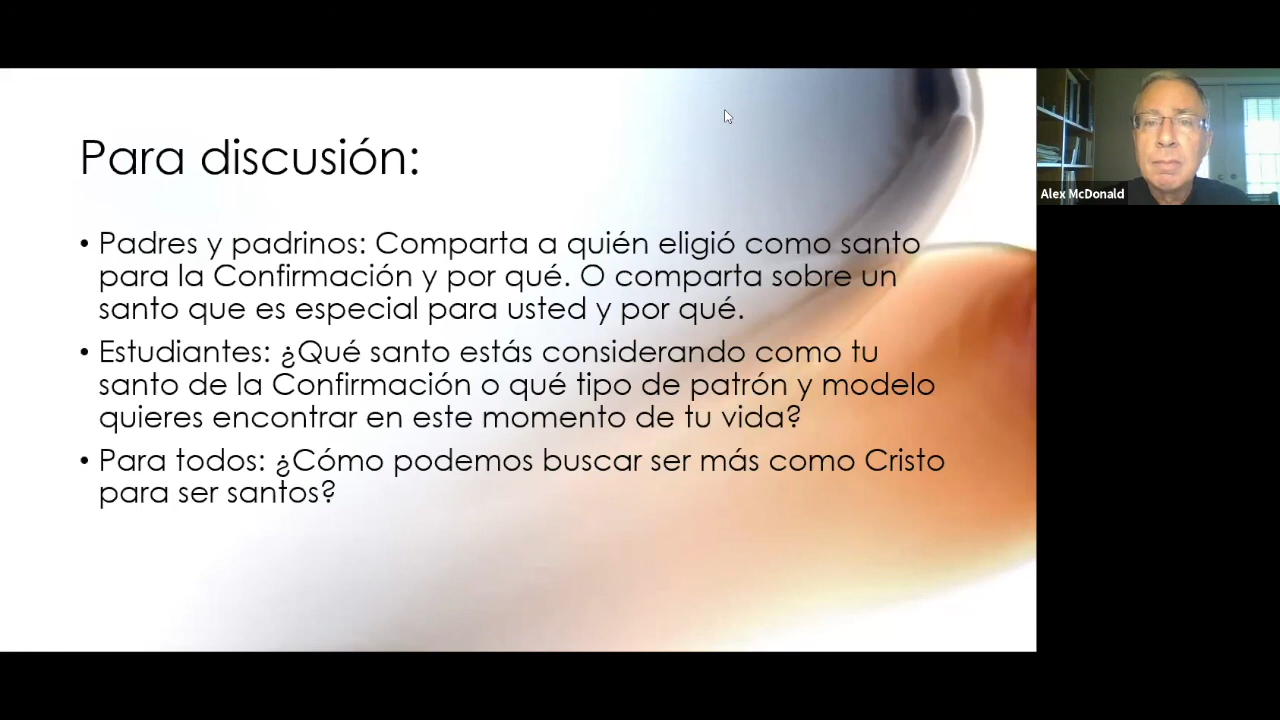 Para discusión:
• Padres y padrinos: Comparta a quién eligió como santo
para la Confirmación y por qué. O comparta sobre un
santo que es especial para usted y por qué.
• Estudiantes: ¿Qué santo estás considerando como tu
santo de la Confirmación o qué tipo de patrón y modelo
quieres encontrar en este momento de tu vida?
• Para todos: ¿Cómo podemos buscar ser más como Cristo
para ser santos?
Alex McDonald